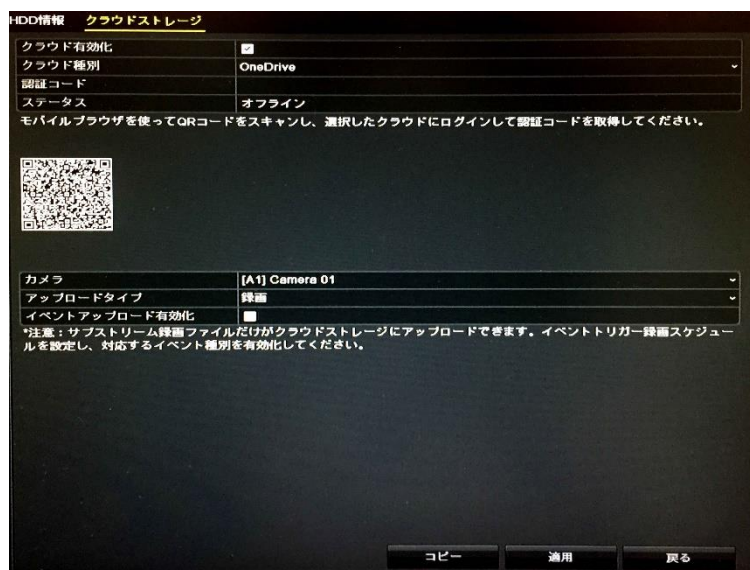 HDD情報 クラウドストレージ
クラウド有効化
クラウド種別 OneDrive
認証コード
ステータス オフライン
モバイルブラウザを使ってQRコードをスキャンし、選択したクラウドにログインして認証コードを取得してください。
カメラ [A1] Camera 01
アップロードタイプ 録画
イベントアップロード有効化
*注意：サブストリーム録画ファイルだけがクラウドストレージにアップロードできます。イベントトリガー録画スケジュー
ルを設定し、対応するイベント種別を有効化してください。
コピー 適用 戻る